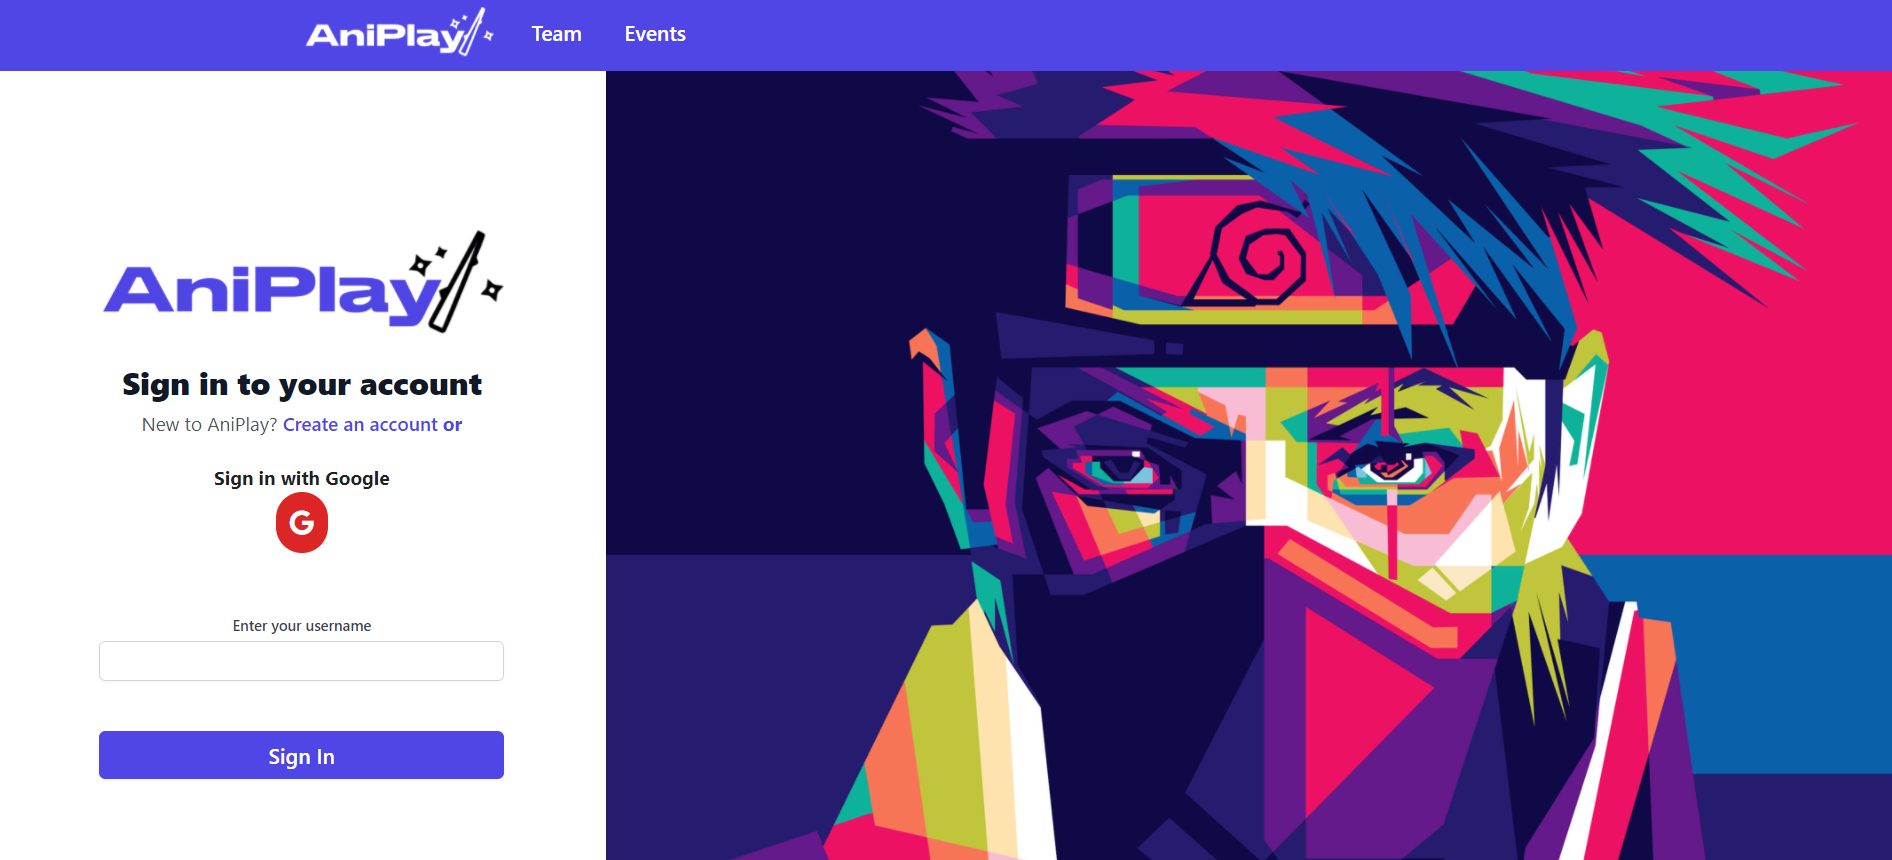 AniPlay Team Events
AniPlay
Sign in to your account
New to AniPlay? Create an account or
Sign in with Google
G
Enter your username
Sign In